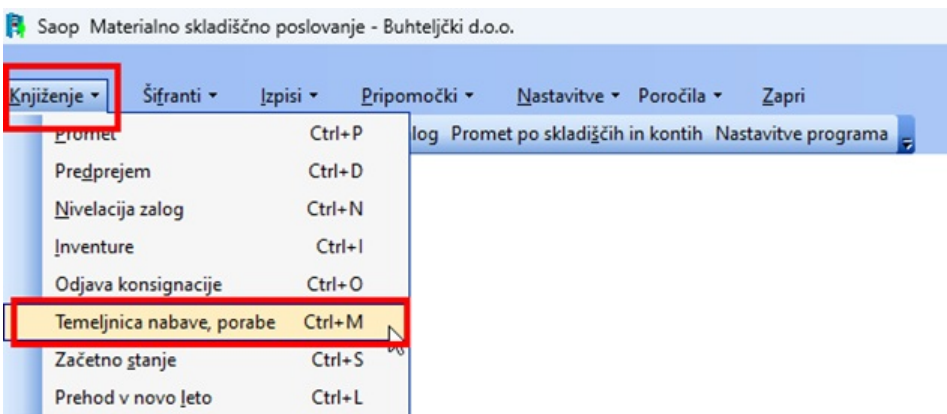 Saop Materialno skladiščno poslovanje - Buhteljčki d.o.o.
Knjiženje Šifranti Izpisi Pripomočki Nastavitve Poročila Zapri
log Promet po skladiščih in kontih Nastavitve programa
Promet Ctrl+P
Predprejem Ctrl+D
Nivelacija zalog Ctrl+N
Inventure Ctrl+I
Odjava konsignacije Ctrl+O
Temeljnica nabave, porabe Ctrl+M
Začetno stanje Ctrl+S
Prehod v novo leto Ctrl+L